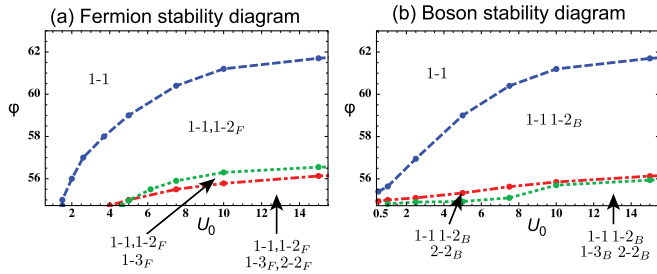 (a) Fermion stability diagram
(b) Boson stability diagram
62
60
φ
58
56
2 4 6 8 10 12 14
U₀
1-1
1-1,1-2F
1-1,1-2F
1-3F
1-1,1-2F
1-3F,2-2F
62
60
φ
58
56
0.5 2 4 6 8 10 12 14
U₀
1-1
1-1 1-2B
1-1 1-2B
2-2B
1-1 1-2B
1-3B 2-2B